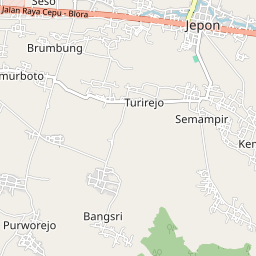 Seso
Jalan Raya Cepu - Blora
Jepon
Brumbung
murboto
Turirejo
Semampir
Ken
Bangsri
Purworejo